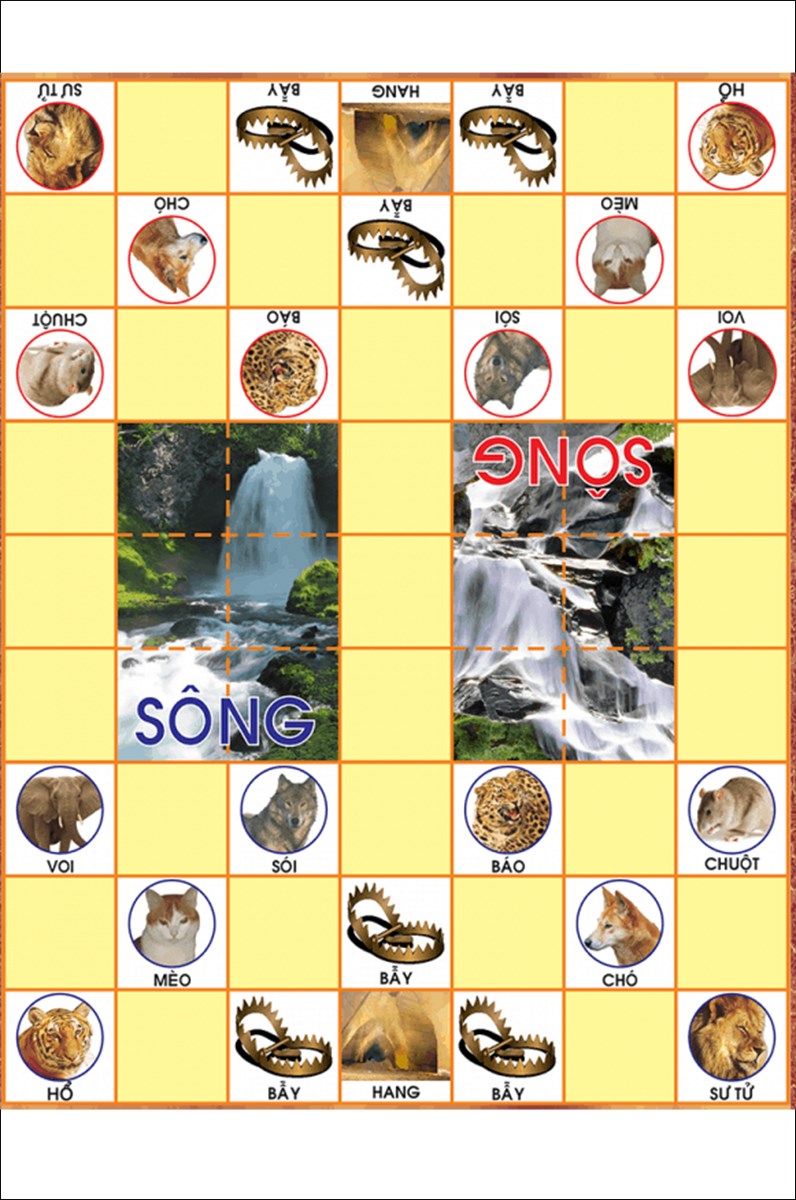 SƯ TỬ
BẪY
HANG
BẪY
HỔ
CHÓ
BẪY
MÈO
CHUỘT
BÁO
SÓI
VOI
SÔNG
SÔNG
VOI
SÓI
BÁO
CHUỘT
MÈO
BẪY
CHÓ
HỔ
BẪY
HANG
BẪY
SƯ TỬ